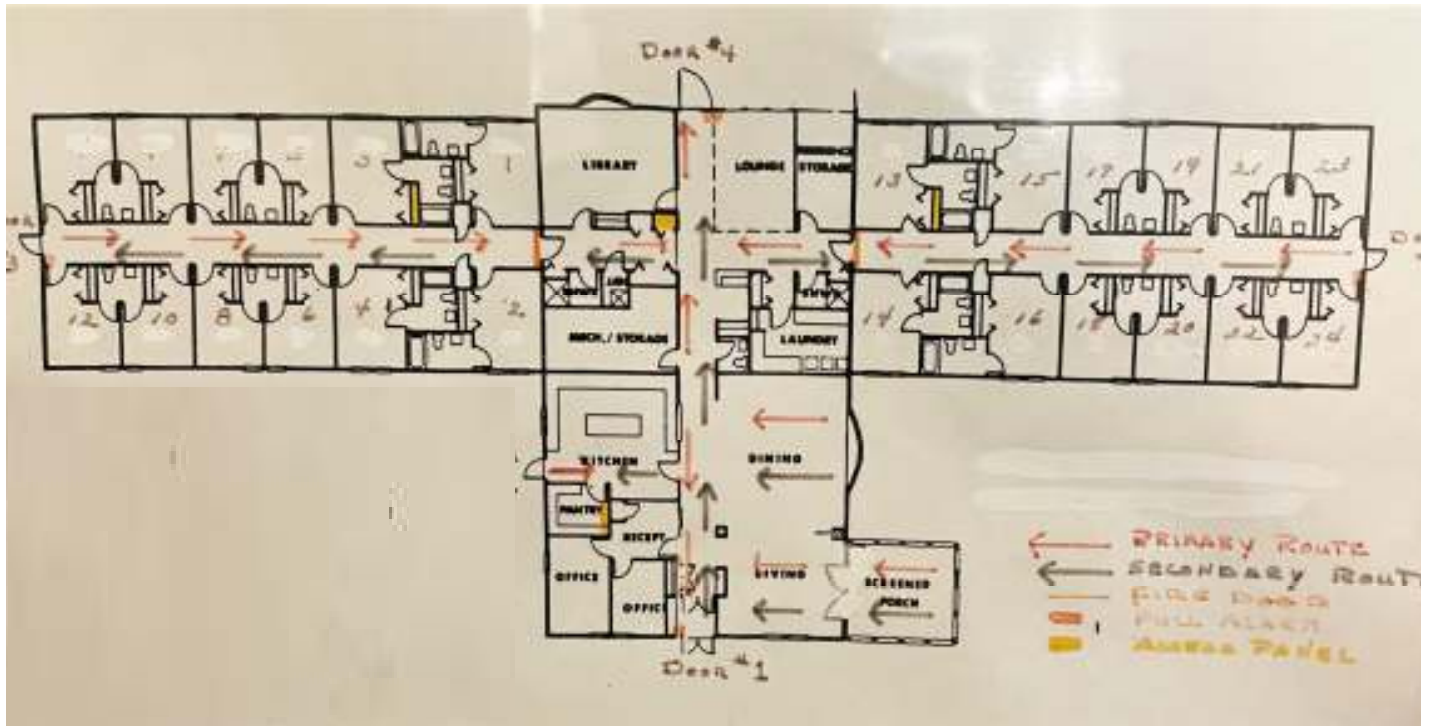 Door #4
3
1
LIBRARY
LOUNGE
STORAGE
13
15
17
19
21
23
12
10
8
6
4
2
MECH. / STORAGE
14
LAUNDRY
16
18
20
22
24
KITCHEN
DINING
PANTRY
RECEPT.
OFFICE
OFFICE
LIVING
SCREENED
PORCH
Door #1
PRIMARY ROUTE
SECONDARY ROUT
FIRE DOOR
PULL ALARM
PANEL